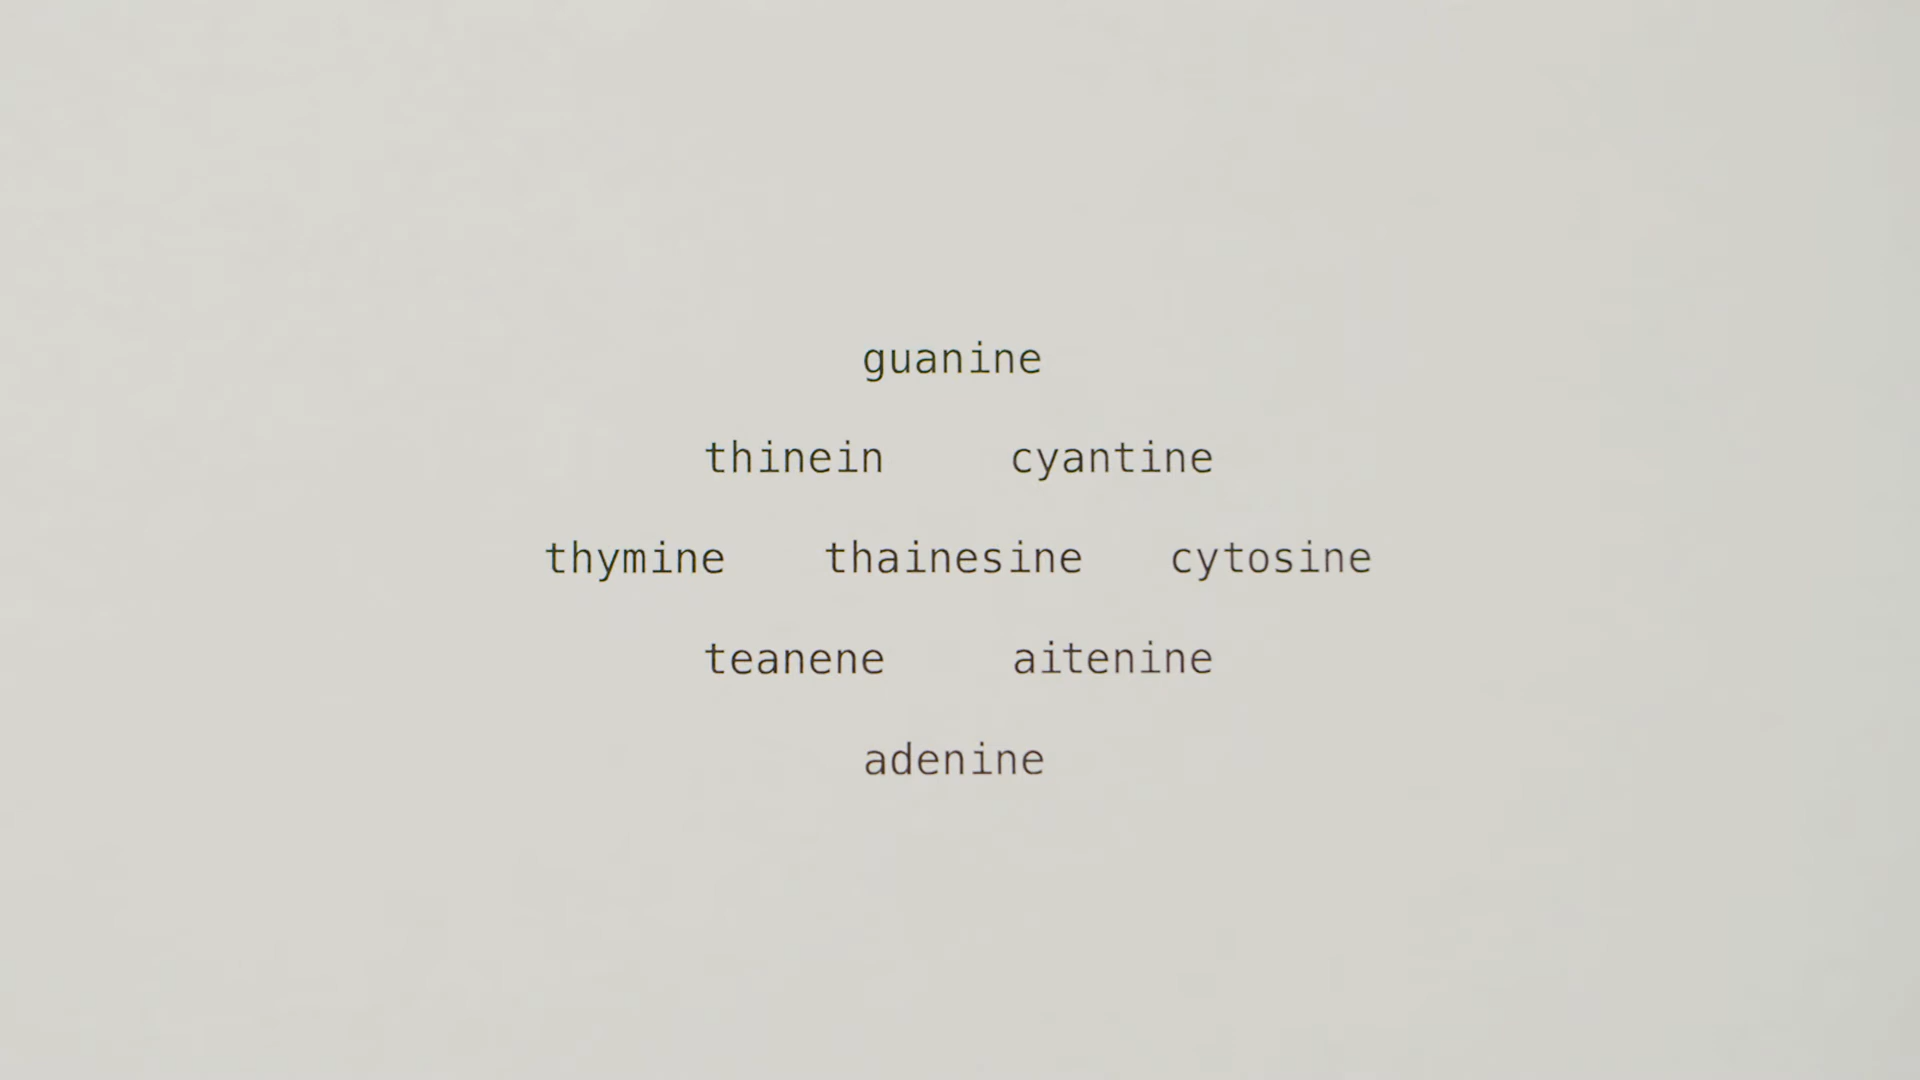 guanine
thinein cyantine
thymine thainesine cytosine
teanene aitenine
adenine